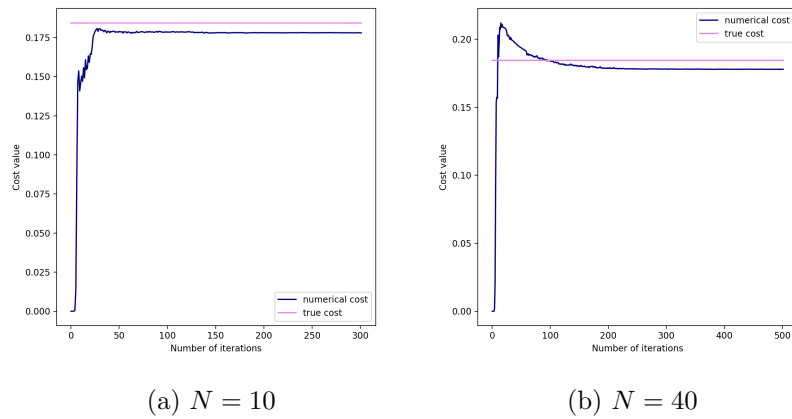 0.175
0.150
0.125
0.100
0.075
0.050
0.025
0.000
Cost value
0
50
100
150
200
250
300
Number of iterations
numerical cost
true cost
(a) N = 10
0.20
0.15
0.10
0.05
0.00
Cost value
0
100
200
300
400
500
Number of iterations
numerical cost
true cost
(b) N = 40